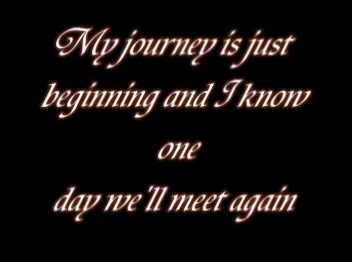 My journey is just
beginning and I know
one
day we'll meet again